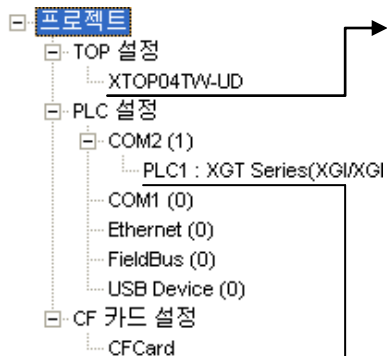 프로젝트
TOP 설정
XTOP04TW-UD
PLC 설정
COM2 (1)
PLC1 : XGT Series(XGI/XGI
COM1 (0)
Ethernet (0)
FieldBus (0)
USB Device (0)
CF 카드 설정
CFCard